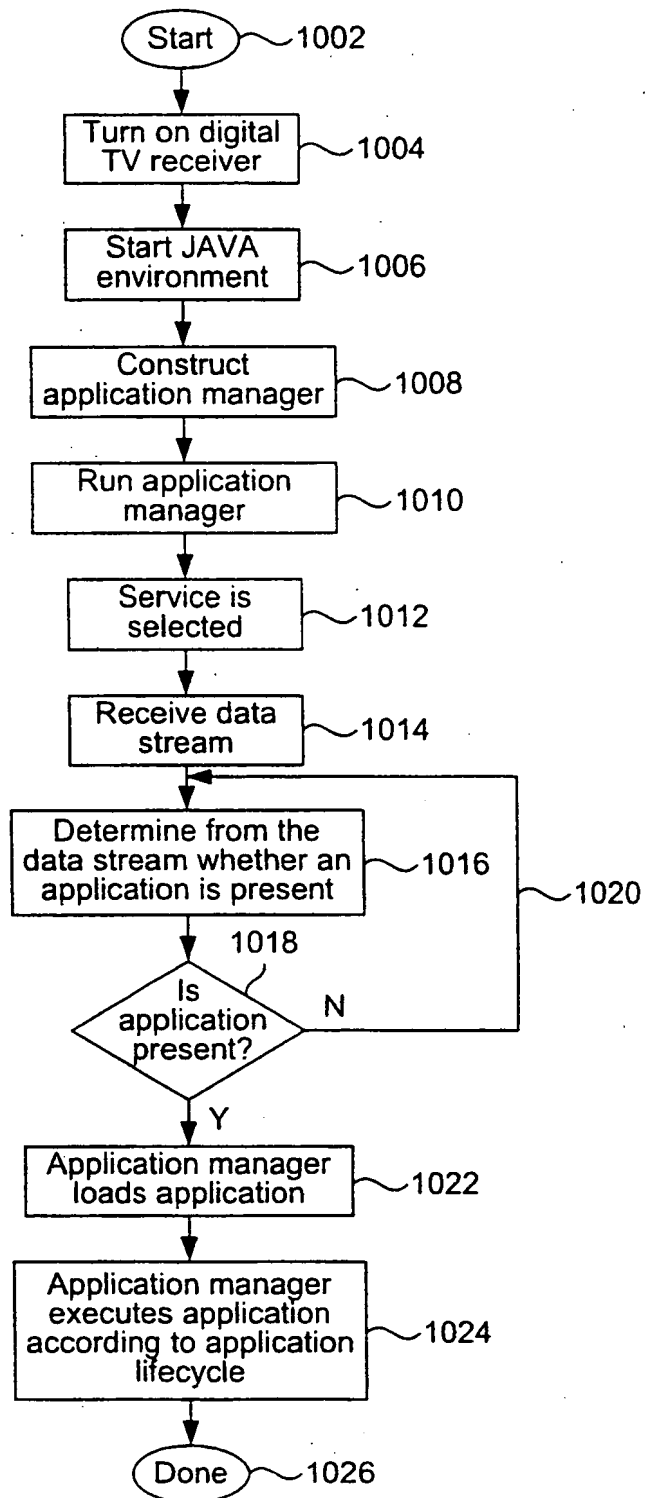 Start
1002
Turn on digital
TV receiver
1004
Start JAVA
environment
1006
Construct
application manager
1008
Run application
manager
1010
Service is
selected
1012
Receive data
stream
1014
Determine from the
data stream whether an
application is present
1016
1020
1018
Is
application
present?
N
Y
Application manager
loads application
1022
Application manager
executes application
according to application
lifecycle
1024
Done
1026